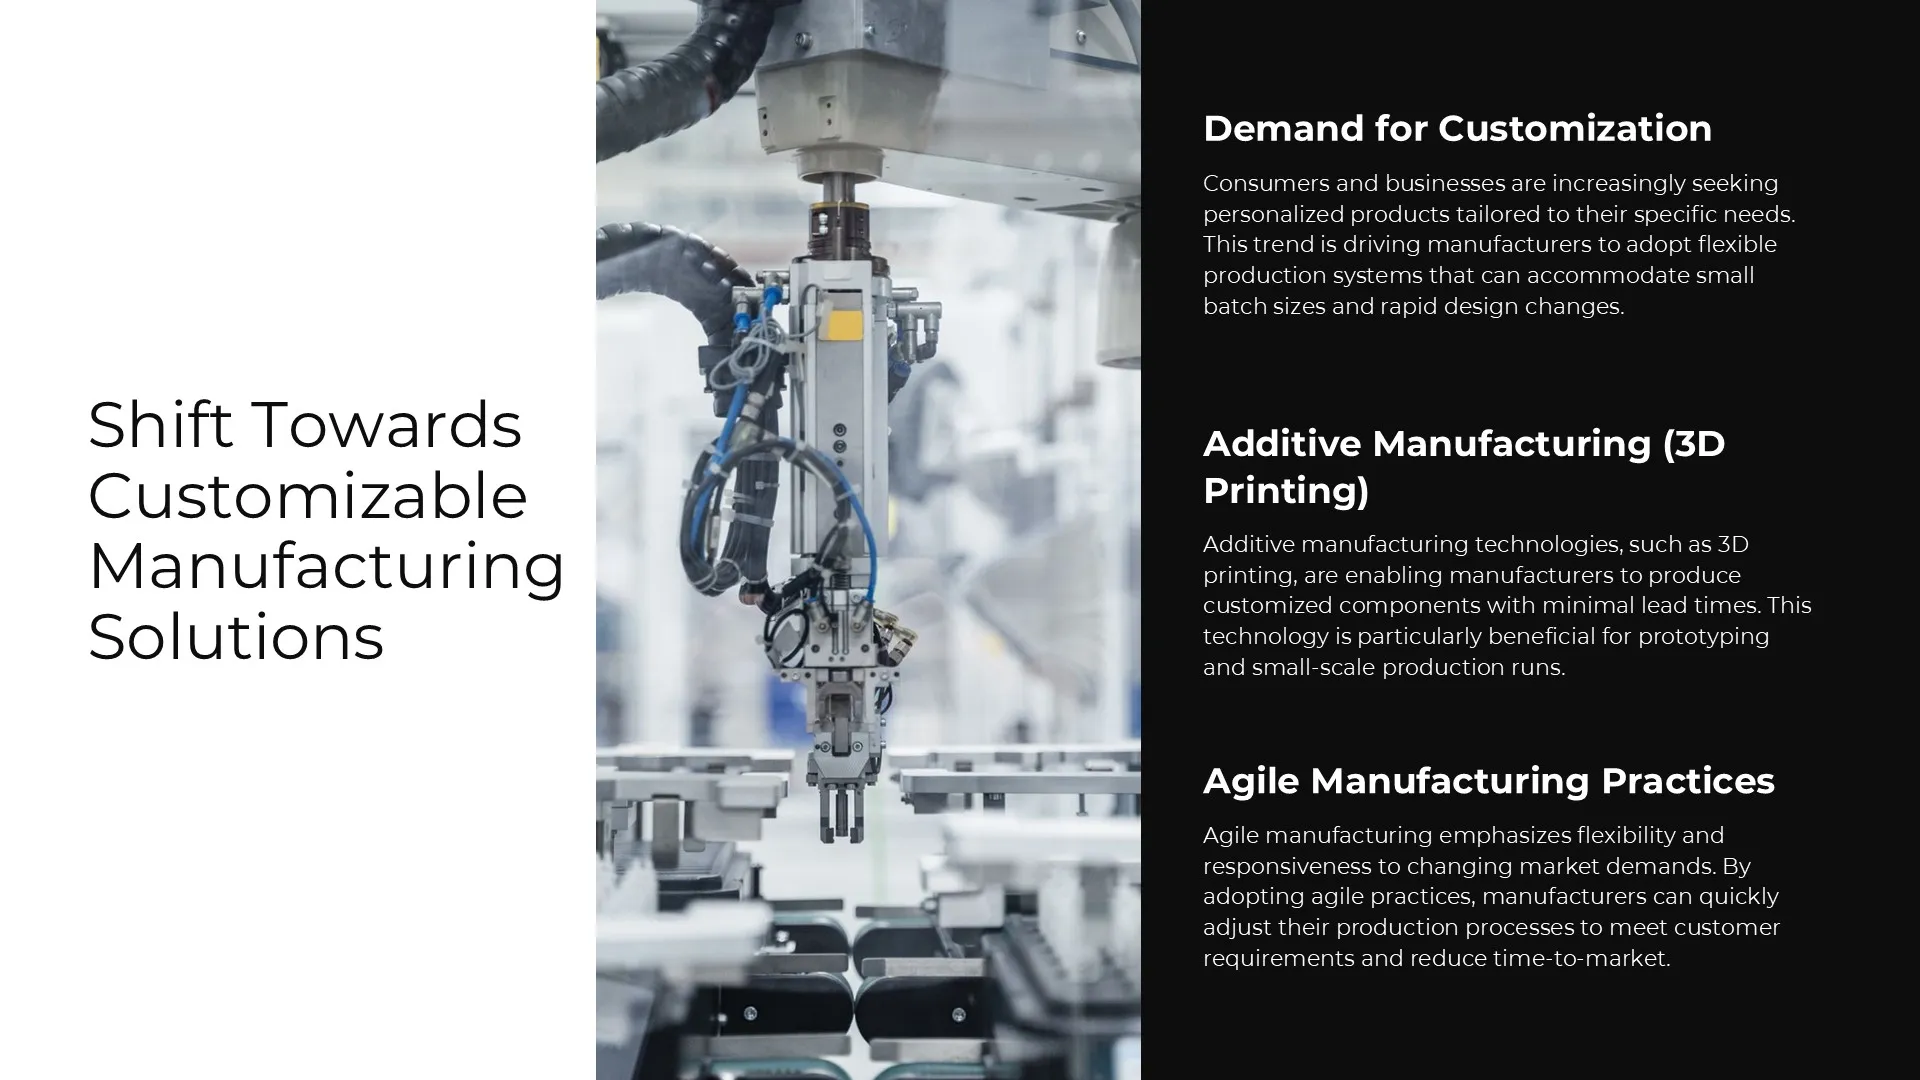 Shift Towards
Customizable
Manufacturing
Solutions
Demand for Customization
Consumers and businesses are increasingly seeking
personalized products tailored to their specific needs.
This trend is driving manufacturers to adopt flexible
production systems that can accommodate small
batch sizes and rapid design changes.
Additive Manufacturing (3D
Printing)
Additive manufacturing technologies, such as 3D
printing, are enabling manufacturers to produce
customized components with minimal lead times. This
technology is particularly beneficial for prototyping
and small-scale production runs.
Agile Manufacturing Practices
Agile manufacturing emphasizes flexibility and
responsiveness to changing market demands. By
adopting agile practices, manufacturers can quickly
adjust their production processes to meet customer
requirements and reduce time-to-market.